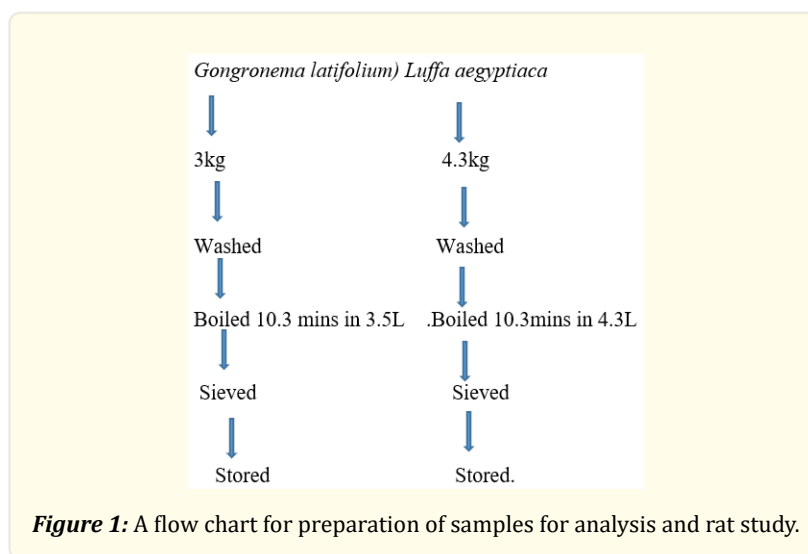 Gongronema latifolium) Luffa aegyptiaca
3kg 4.3kg
Washed Washed
Boiled 10.3 mins in 3.5L .Boiled 10.3mins in 4.3L
Sieved Sieved
Stored Stored.
Figure 1: A flow chart for preparation of samples for analysis and rat study.